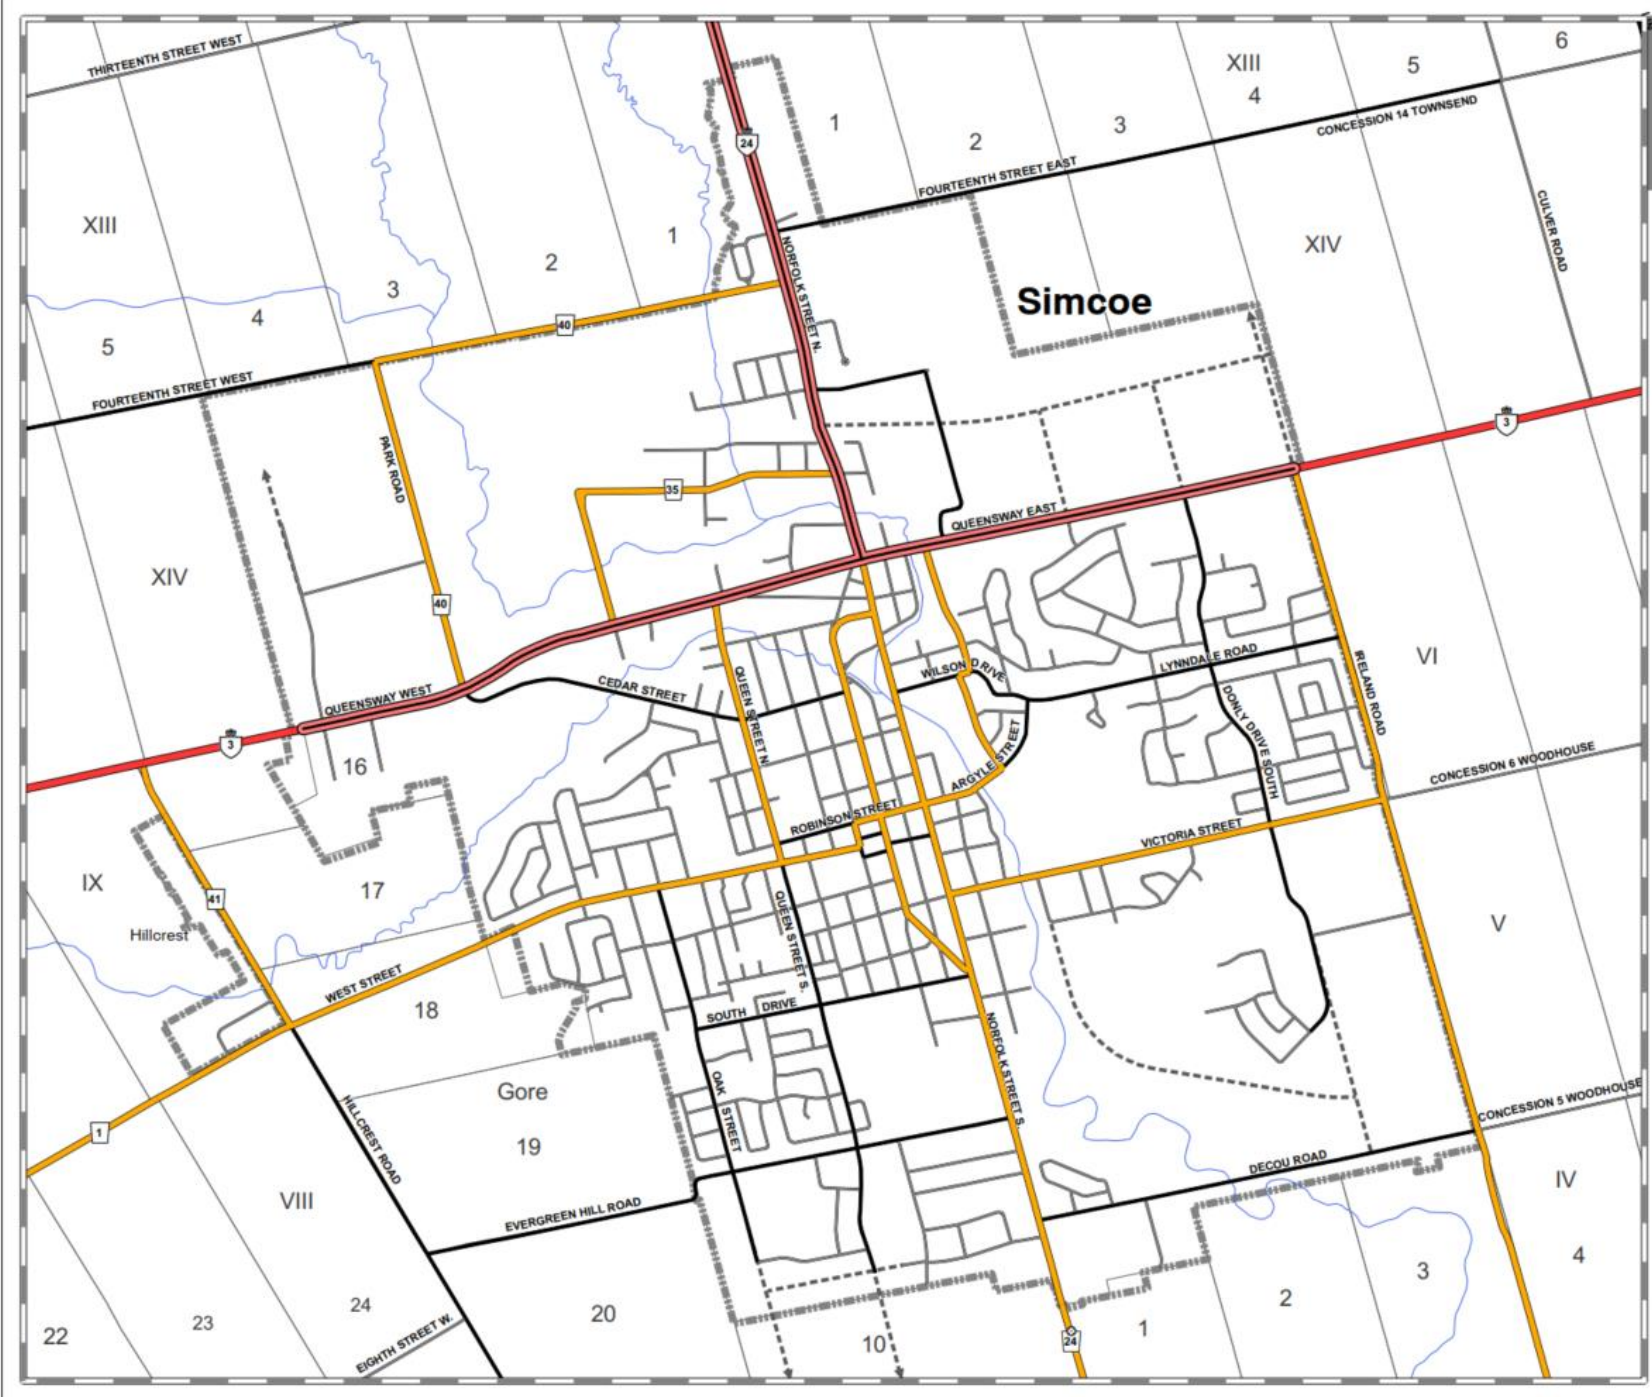 THIRTEENTH STREET WEST
XIII
6
5
4
CONCESSION 14 TOWNSEND
24
1
2
3
FOURTEENTH STREET EAST
CULVER ROAD
XIII
1
2
3
4
5
NORFOLK STREET N.
XIV
Simcoe
40
FOURTEENTH STREET WEST
3
PARK ROAD
35
QUEENSWAY EAST
XIV
40
VI
WILSON DRIVE
LYNNDALE ROAD
IRELAND ROAD
QUEENSWAY WEST
CEDAR STREET
QUEEN STREET N.
DONLY DRIVE SOUTH
3
16
ARGYLE STREET
CONCESSION 6 WOODHOUSE
ROBINSON STREET
VICTORIA STREET
IX
17
41
Hillcrest
QUEEN STREET S.
V
WEST STREET
18
SOUTH DRIVE
NORFOLK STREET S.
OAK STREET
Gore
HILLCREST ROAD
CONCESSION 5 WOODHOUSE
1
19
DECOU ROAD
IV
VIII
EVERGREEN HILL ROAD
4
3
2
24
23
22
20
1
10
24
EIGHTH STREET W.